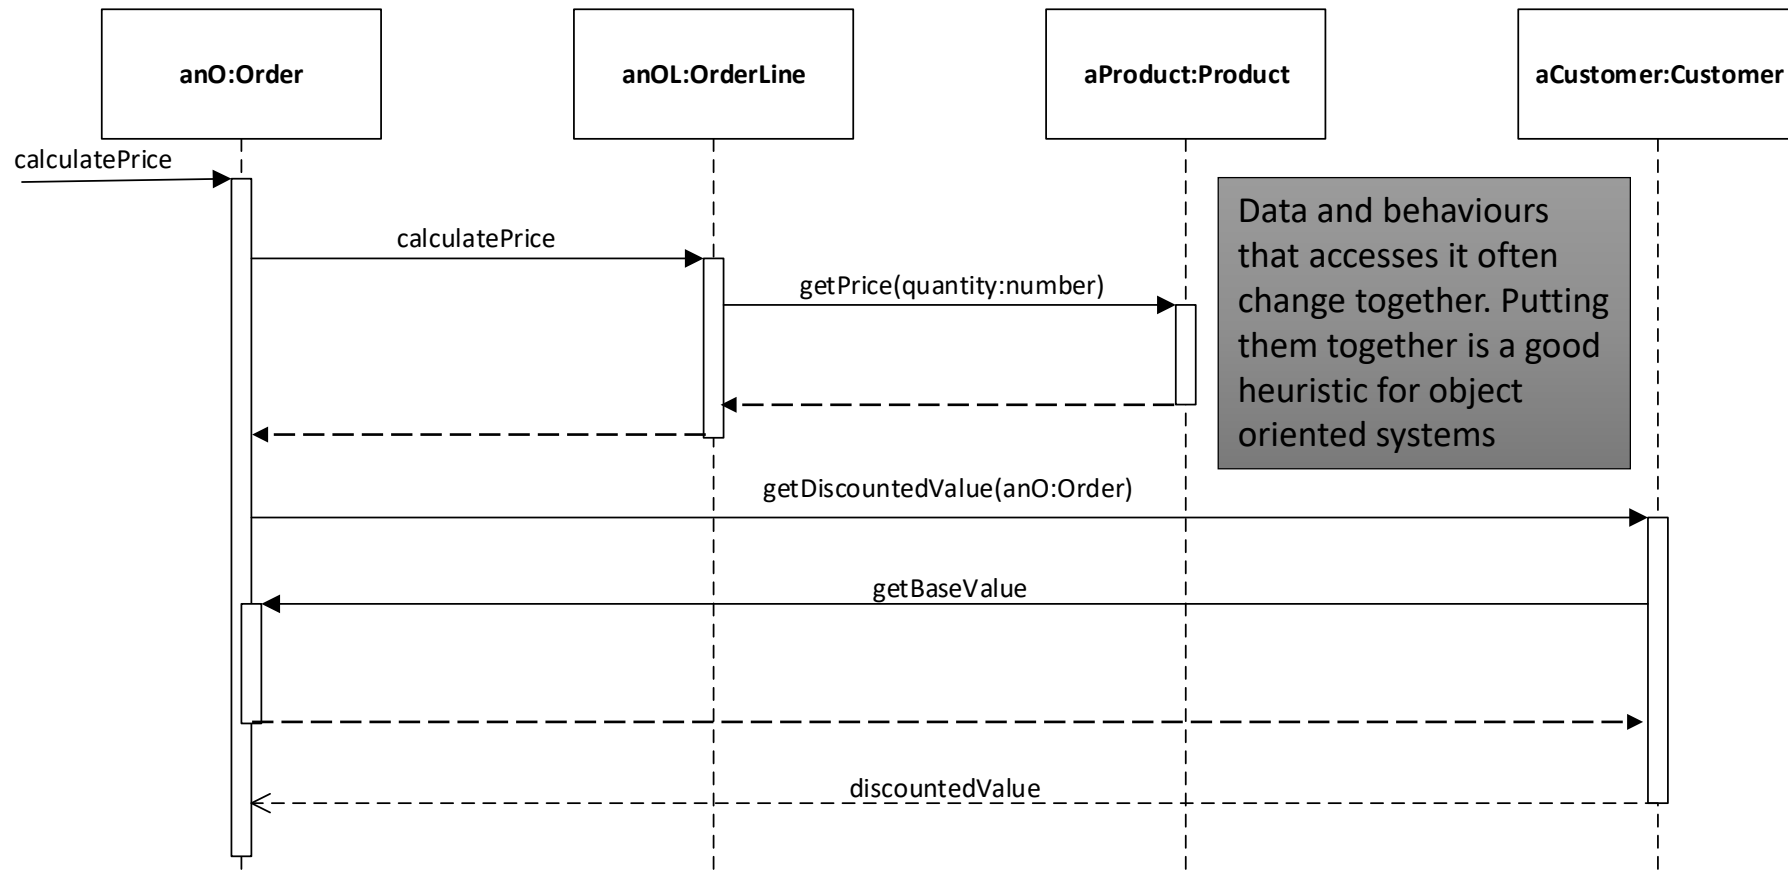 anO:Order
anOL:OrderLine
aProduct:Product
aCustomer:Customer
calculatePrice
calculatePrice
getPrice(quantity:number)
Data and behaviours
that accesses it often
change together. Putting
them together is a good
heuristic for object
oriented systems
getDiscountedValue(anO:Order)
getBaseValue
discountedValue